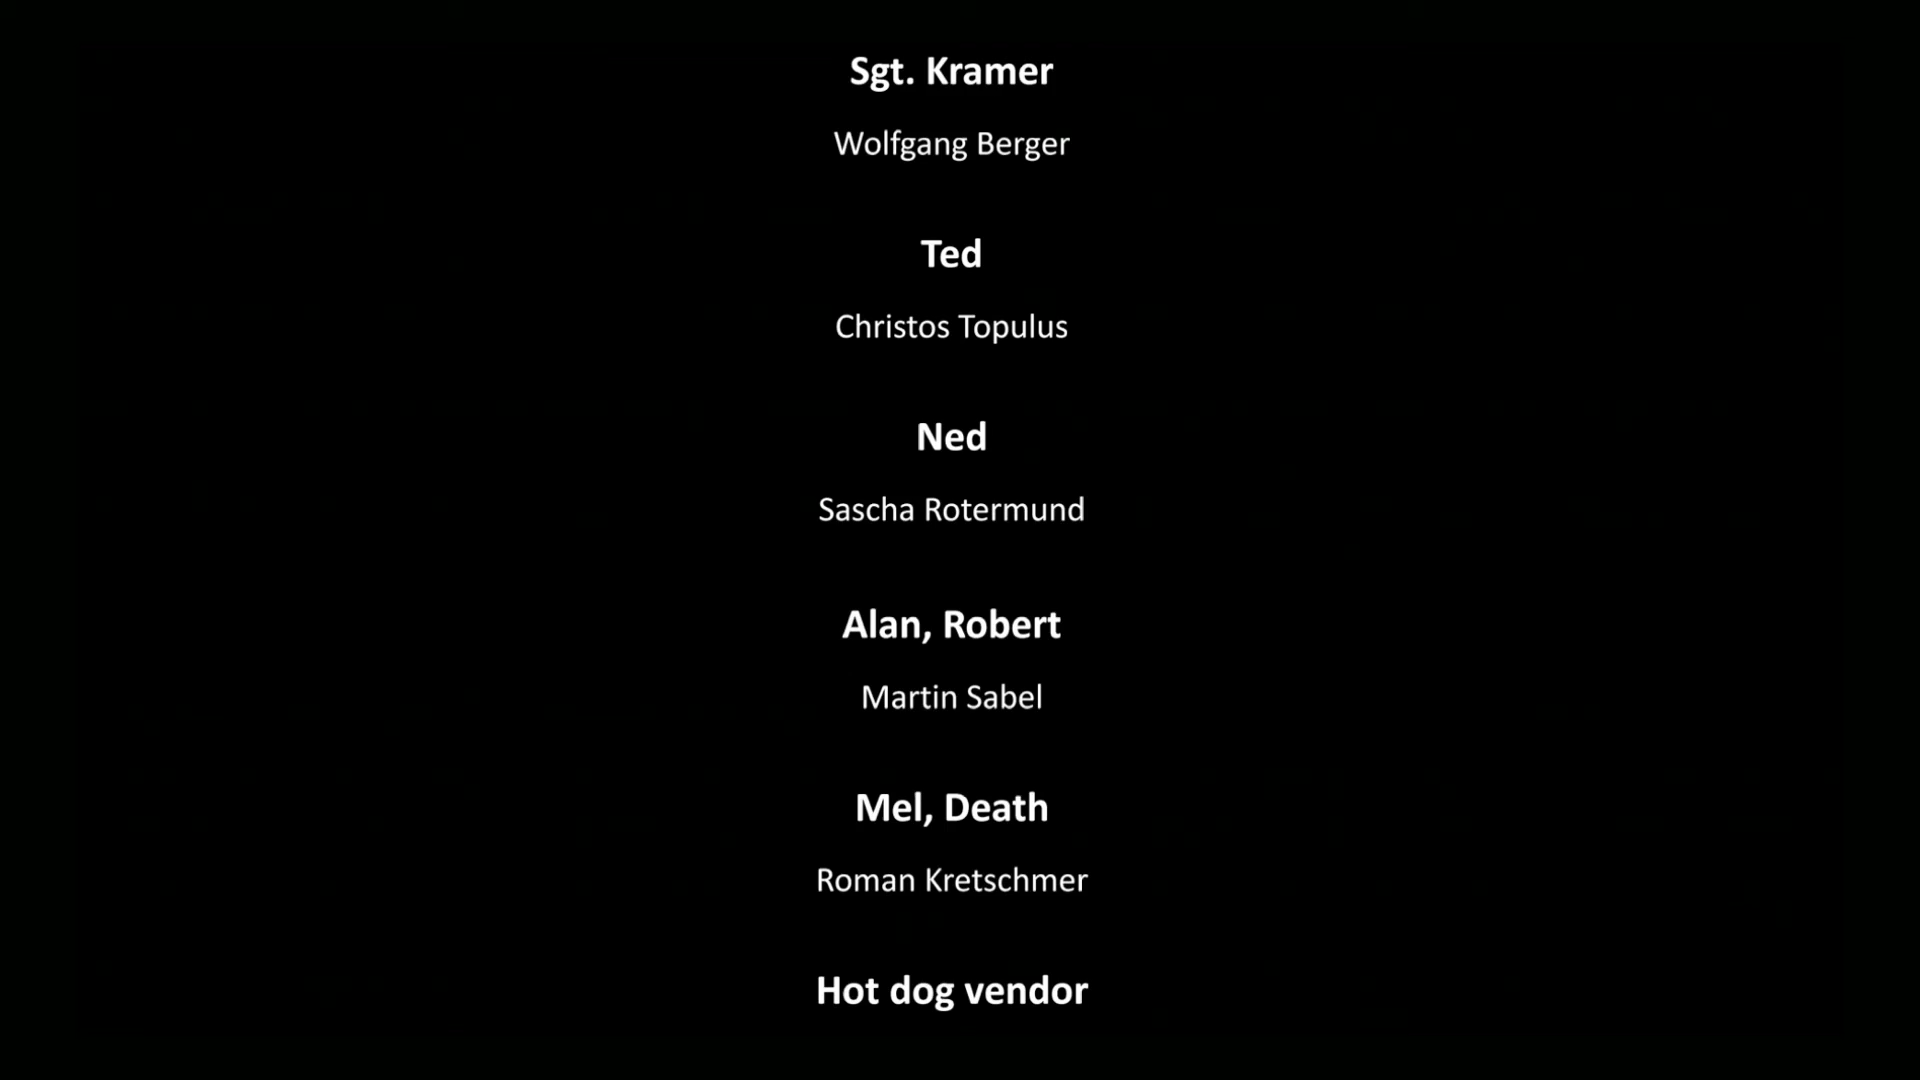 Sgt. Kramer
Wolfgang Berger
Ted
Christos Topulus
Ned
Sascha Rotermund
Alan, Robert
Martin Sabel
Mel, Death
Roman Kretschmer
Hot dog vendor